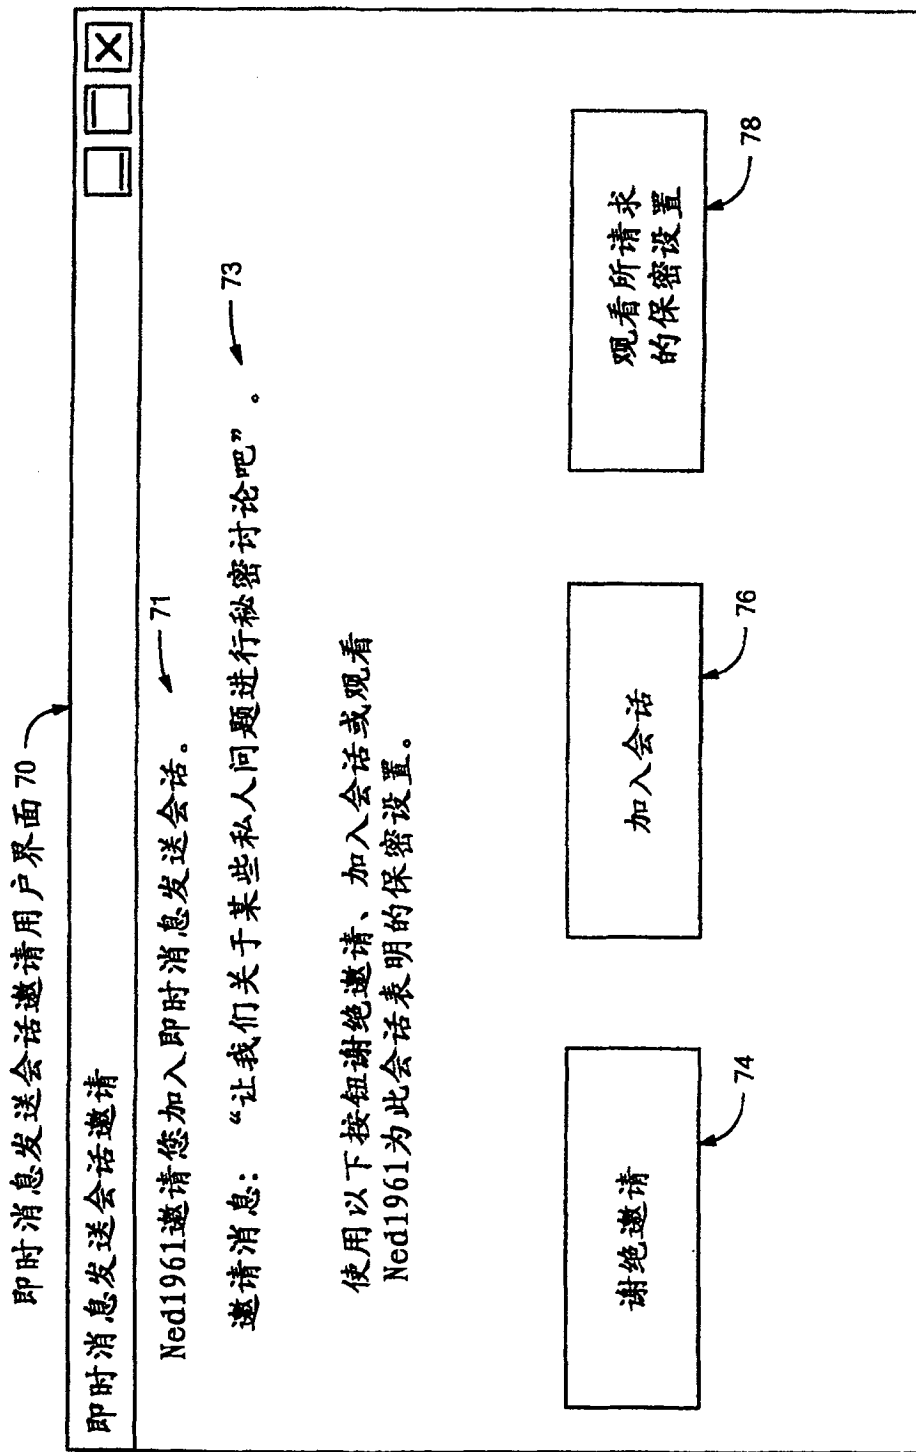 即时消息发送会话邀请用户界面 70
即时消息发送会话邀请
Ned1961邀请您加入即时消息发送会话。 71
邀请消息： “让我们关于某些私人问题进行秘密讨论吧”。 73
使用以下按钮谢绝邀请、加入会话或观看
Ned1961为此会话表明的保密设置。
谢绝邀请
74
加入会话
76
观看所请求
的保密设置
78